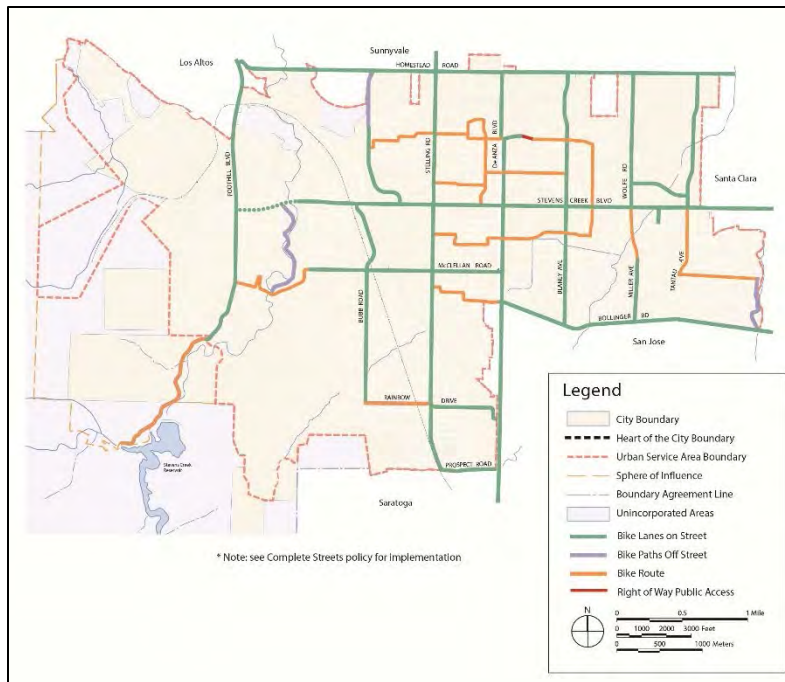 Los Altos
Sunnyvale
HOMESTEAD ROAD
FOOTHILL BLVD
STELLING RD
DE ANZA BLVD
WOLFE RD
Santa Clara
STEVENS CREEK BLVD
McCLELLAN ROAD
BUBB ROAD
BLANEY AVE
MILLER AVE
TANTAU AVE
BOLLINGER RD
San Jose
RAINBOW DRIVE
PROSPECT ROAD
Stevens Creek
Reservoir
Saratoga
* Note: see Complete Streets policy for implementation
Legend
City Boundary
Heart of the City Boundary
Urban Service Area Boundary
Sphere of Influence
Boundary Agreement Line
Unincorporated Areas
Bike Lanes on Street
Bike Paths Off Street
Bike Route
Right of Way Public Access
N
0 0.5 1 Mile
0 1000 2000 3000 Feet
0 500 1000 Meters